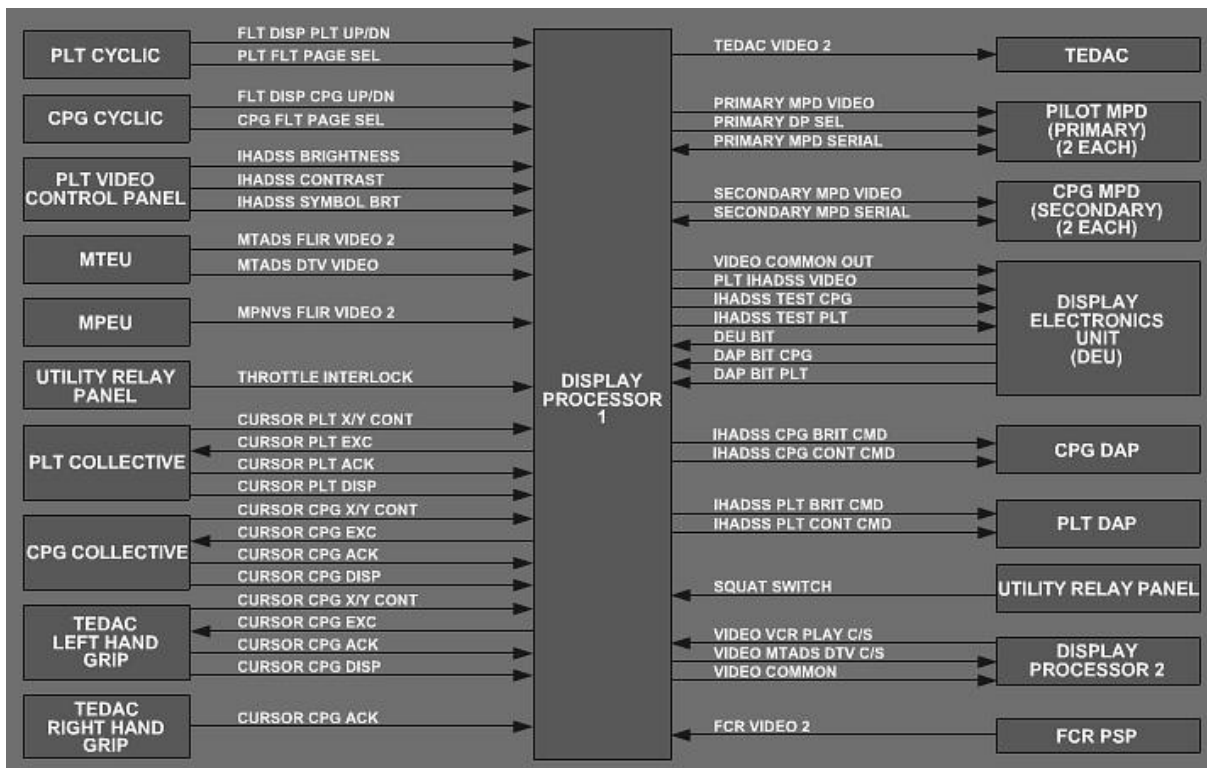 PLT CYCLIC
FLT DISP PLT UP/DN
PLT FLT PAGE SEL
CPG CYCLIC
FLT DISP CPG UP/DN
CPG FLT PAGE SEL
PLT VIDEO
CONTROL PANEL
IHADSS BRIGHTNESS
IHADSS CONTRAST
IHADSS SYMBOL BRT
MTEU
MTADS FLIR VIDEO 2
MTADS DTV VIDEO
MPEU
MPNVS FLIR VIDEO 2
UTILITY RELAY
PANEL
THROTTLE INTERLOCK
PLT COLLECTIVE
CURSOR PLT X/Y CONT
CURSOR PLT EXC
CURSOR PLT ACK
CURSOR PLT DISP
CPG COLLECTIVE
CURSOR CPG X/Y CONT
CURSOR CPG EXC
CURSOR CPG ACK
CURSOR CPG DISP
TEDAC
LEFT HAND
GRIP
CURSOR CPG X/Y CONT
CURSOR CPG EXC
CURSOR CPG ACK
CURSOR CPG DISP
TEDAC
RIGHT HAND
GRIP
CURSOR CPG ACK
DISPLAY
PROCESSOR
1
TEDAC VIDEO 2
TEDAC
PRIMARY MPD VIDEO
PRIMARY DP SEL
PRIMARY MPD SERIAL
PILOT MPD
(PRIMARY)
(2 EACH)
SECONDARY MPD VIDEO
SECONDARY MPD SERIAL
CPG MPD
(SECONDARY)
(2 EACH)
VIDEO COMMON OUT
PLT IHADSS VIDEO
IHADSS TEST CPG
IHADSS TEST PLT
DEU BIT
DAP BIT CPG
DAP BIT PLT
DISPLAY
ELECTRONICS
UNIT
(DEU)
IHADSS CPG BRIT CMD
IHADSS CPG CONT CMD
CPG DAP
IHADSS PLT BRIT CMD
IHADSS PLT CONT CMD
PLT DAP
SQUAT SWITCH
UTILITY RELAY PANEL
VIDEO VCR PLAY C/S
VIDEO MTADS DTV C/S
VIDEO COMMON
DISPLAY
PROCESSOR 2
FCR VIDEO 2
FCR PSP